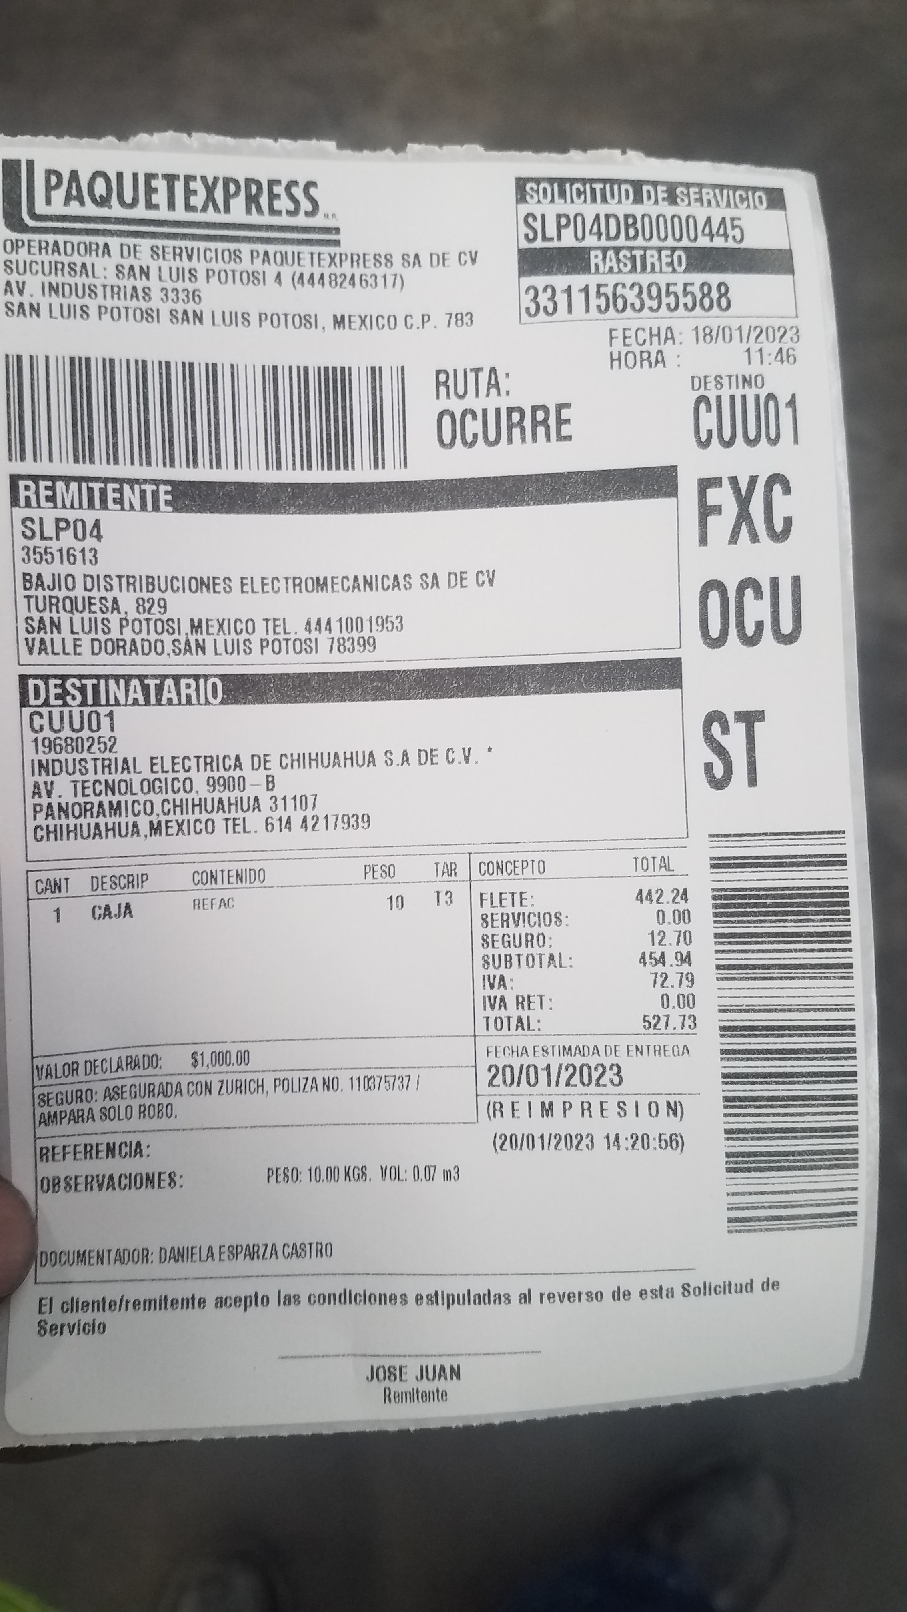 PAQUETEXPRESS
OPERADORA DE SERVICIOS PAQUETEXPRESS SA DE CV
SUCURSAL: SAN LUIS POTOSI 4 (4448246317)
AV. INDUSTRIAS 3336
SAN LUIS POTOSI SAN LUIS POTOSI, MEXICO C.P. 783
SOLICITUD DE SERVICIO
SLP04DB0000445
RASTREO
331156395588
FECHA: 18/01/2023
HORA : 11:46
RUTA:
OCURRE
DESTINO
CUU01
FXC
OCU
ST
REMITENTE
SLP04
3551613
BAJIO DISTRIBUCIONES ELECTROMECANICAS SA DE CV
TURQUESA, 829
SAN LUIS POTOSI,MEXICO TEL. 4441001953
VALLE DORADO,SAN LUIS POTOSI 78399
DESTINATARIO
CUU01
19680252
INDUSTRIAL ELECTRICA DE CHIHUAHUA S.A DE C.V. *
AV. TECNOLOGICO, 9900-B
PANORAMICO,CHIHUAHUA 31107
CHIHUAHUA,MEXICO TEL. 614 4217939
CANT DESCRIP CONTENIDO PESO TAR
1 CAJA REFAC 10 T3
CONCEPTO TOTAL
FLETE: 442.24
SERVICIOS: 0.00
SEGURO: 12.70
SUBTOTAL: 454.94
IVA: 72.79
IVA RET: 0.00
TOTAL: 527.73
VALOR DECLARADO: $1,000.00
SEGURO: ASEGURADA CON ZURICH, POLIZA NO. 110375737 /
AMPARA SOLO ROBO.
FECHA ESTIMADA DE ENTREGA
20/01/2023
(REIMPRESION)
(20/01/2023 14:20:56)
REFERENCIA:
OBSERVACIONES: PESO: 10.00 KGS. VOL: 0.07 m3
DOCUMENTADOR: DANIELA ESPARZA CASTRO
El cliente/remitente acepto las condiciones estipuladas al reverso de esta Solicitud de
Servicio
JOSE JUAN
Remitente